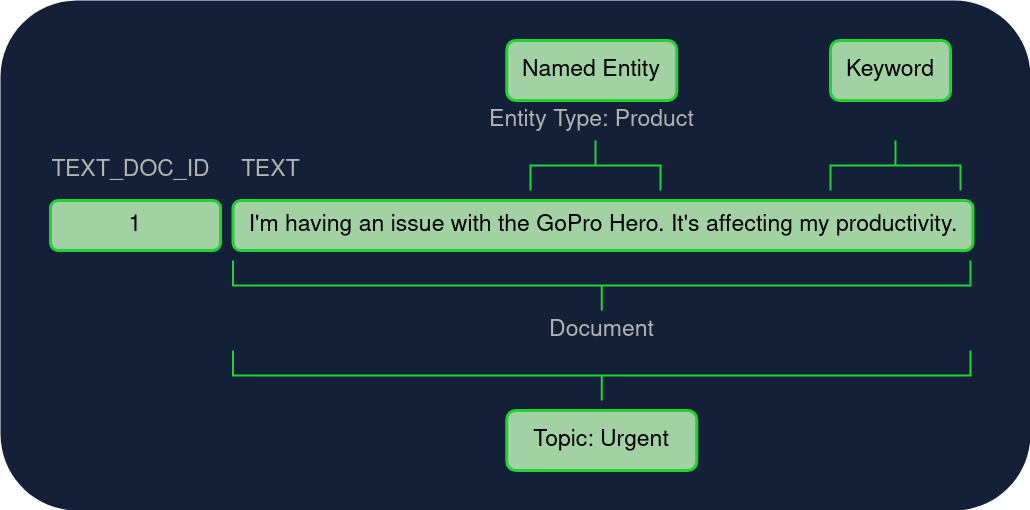 Named Entity
Keyword
Entity Type: Product
TEXT_DOC_ID
TEXT
1
I'm having an issue with the GoPro Hero. It's affecting my productivity.
Document
Topic: Urgent